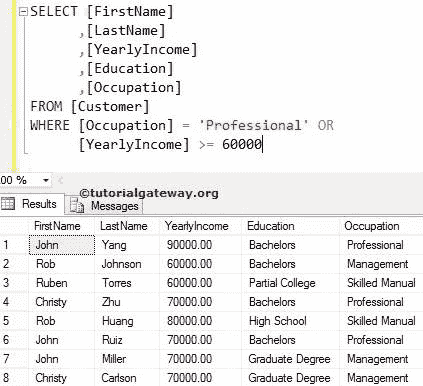 SELECT [FirstName]
,[LastName]
,[YearlyIncome]
,[Education]
,[Occupation]
FROM [Customer]
WHERE [Occupation] = 'Professional' OR
[YearlyIncome] >= 60000
00 %
©tutorialgateway.org
Results Messages
FirstName LastName YearlyIncome Education Occupation
1 John Yang 90000.00 Bachelors Professional
2 Rob Johnson 60000.00 Bachelors Management
3 Ruben Torres 60000.00 Partial College Skilled Manual
4 Christy Zhu 70000.00 Bachelors Professional
5 Rob Huang 80000.00 High School Skilled Manual
6 John Ruiz 70000.00 Bachelors Professional
7 John Miller 70000.00 Graduate Degree Management
8 Christy Carlson 70000.00 Graduate Degree Management